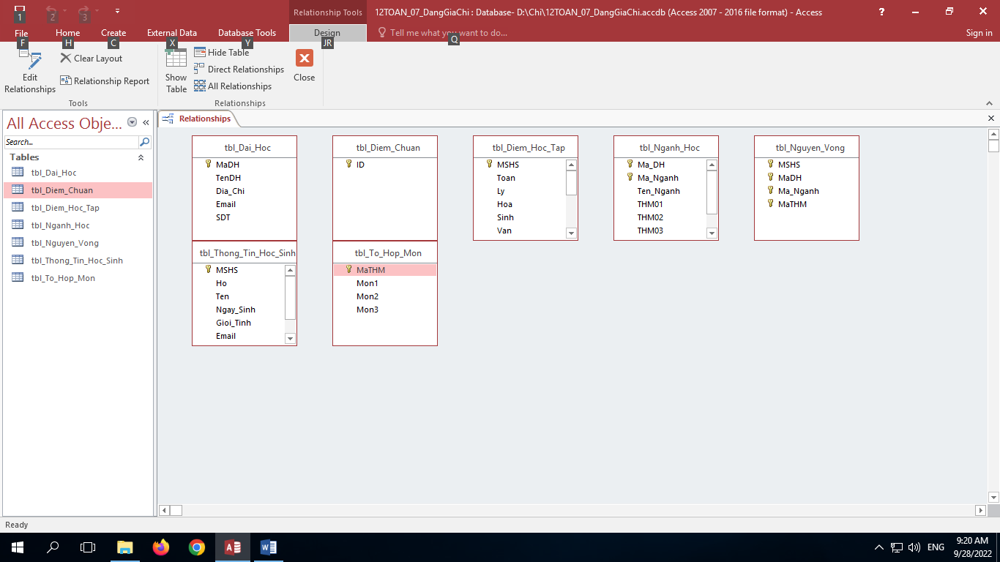 1 2 3
Relationship Tools
12TOAN_07_DangGiaChi : Database- D:\Chi\12TOAN_07_DangGiaChi.accdb (Access 2007 - 2016 file format) - Access
?
File Home Create External Data Database Tools Design Tell me what you want to do... Sign in
F H C X Y JR Q
Edit Relationships
Clear Layout
Relationship Report
Tools
Show Table
Hide Table
Direct Relationships
All Relationships
Relationships
Close
All Access Obje...
Search...
Tables
tbl_Dai_Hoc
tbl_Diem_Chuan
tbl_Diem_Hoc_Tap
tbl_Nganh_Hoc
tbl_Nguyen_Vong
tbl_Thong_Tin_Hoc_Sinh
tbl_To_Hop_Mon
Relationships
tbl_Dai_Hoc
MaDH
TenDH
Dia_Chi
Email
SDT
tbl_Diem_Chuan
ID
tbl_Diem_Hoc_Tap
MSHS
Toan
Ly
Hoa
Sinh
Van
tbl_Nganh_Hoc
Ma_DH
Ma_Nganh
Ten_Nganh
THM01
THM02
THM03
tbl_Nguyen_Vong
MSHS
MaDH
Ma_Nganh
MaTHM
tbl_Thong_Tin_Hoc_Sinh
MSHS
Ho
Ten
Ngay_Sinh
Gioi_Tinh
Email
tbl_To_Hop_Mon
MaTHM
Mon1
Mon2
Mon3
Ready
ENG
9:20 AM
9/28/2022